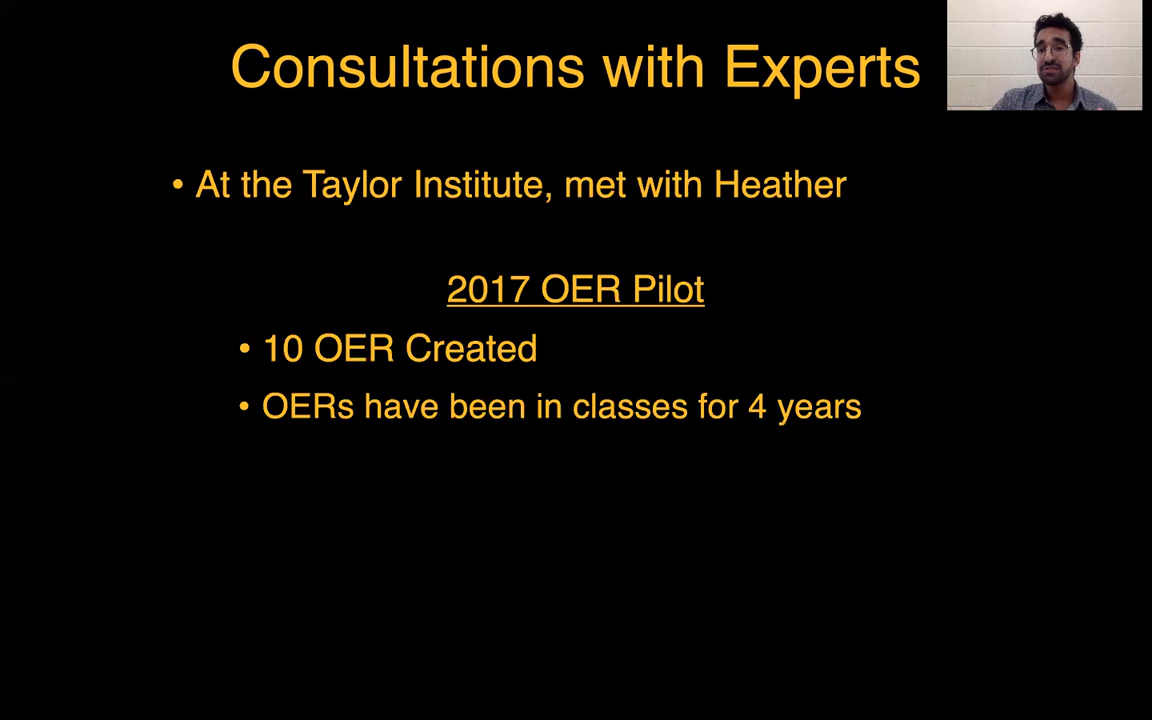 Consultations with Experts
• At the Taylor Institute, met with Heather
2017 OER Pilot
• 10 OER Created
• OERs have been in classes for 4 years